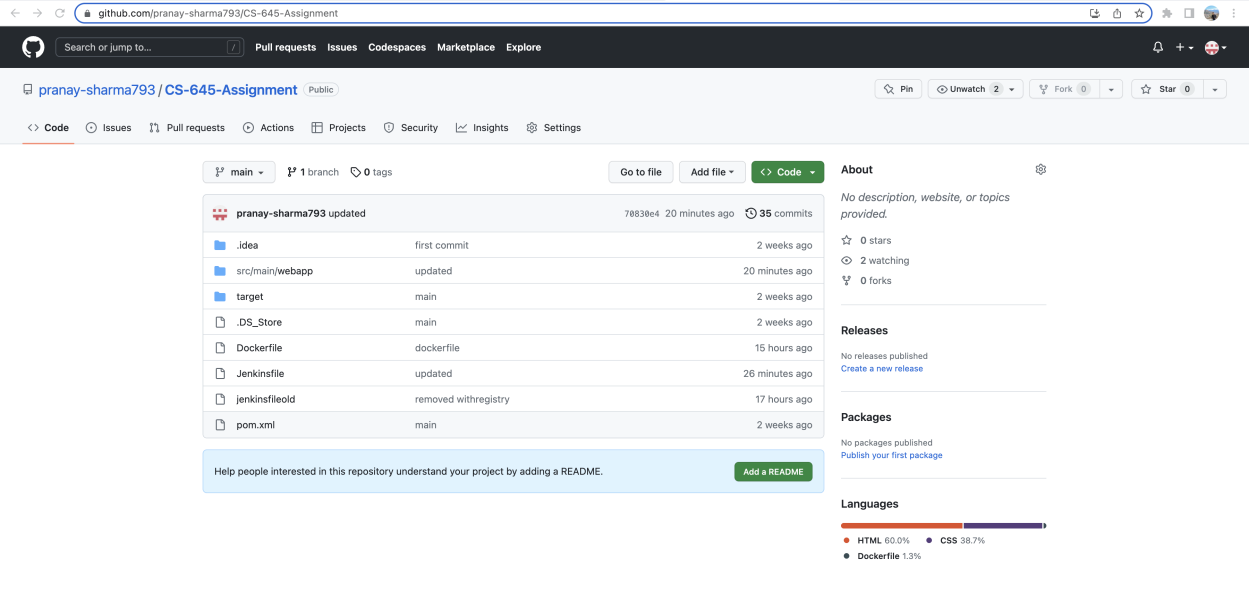 github.com/pranay-sharma793/CS-645-Assignment
Search or jump to... /
Pull requests Issues Codespaces Marketplace Explore
pranay-sharma793 / CS-645-Assignment Public
Pin Unwatch 2 Fork 0 Star 0
Code Issues Pull requests Actions Projects Security Insights Settings
main 1 branch 0 tags Go to file Add file Code
pranay-sharma793 updated 70830e4 20 minutes ago 35 commits
.idea first commit 2 weeks ago
src/main/webapp updated 20 minutes ago
target main 2 weeks ago
.DS_Store main 2 weeks ago
Dockerfile dockerfile 15 hours ago
Jenkinsfile updated 26 minutes ago
jenkinsfileold removed withregistry 17 hours ago
pom.xml main 2 weeks ago
Help people interested in this repository understand your project by adding a README. Add a README
About
No description, website, or topics
provided.
0 stars
2 watching
0 forks
Releases
No releases published
Create a new release
Packages
No packages published
Publish your first package
Languages
HTML 60.0% CSS 38.7%
Dockerfile 1.3%